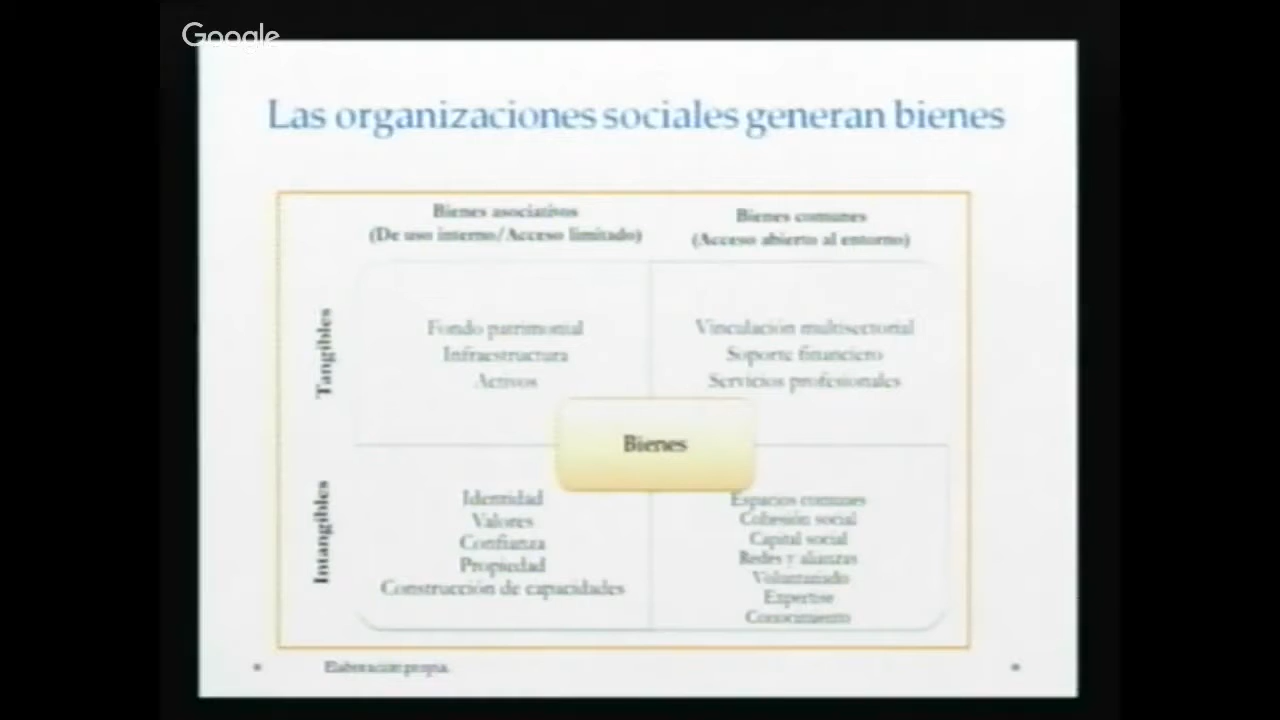 Google
Las organizaciones sociales generan bienes
Bienes asociativos
(De uso interno/Acceso limitado)
Bienes comunes
(Acceso abierto al entorno)
Tangibles
Fondo patrimonial
Infraestructura
Activos
Vinculación multisectorial
Soporte financiero
Servicios profesionales
Bienes
Intangibles
Identidad
Valores
Confianza
Propiedad
Construcción de capacidades
Espacios comunes
Cohesión social
Capital social
Redes y alianzas
Voluntariado
Expertise
Conocimiento
Elaboración propia.